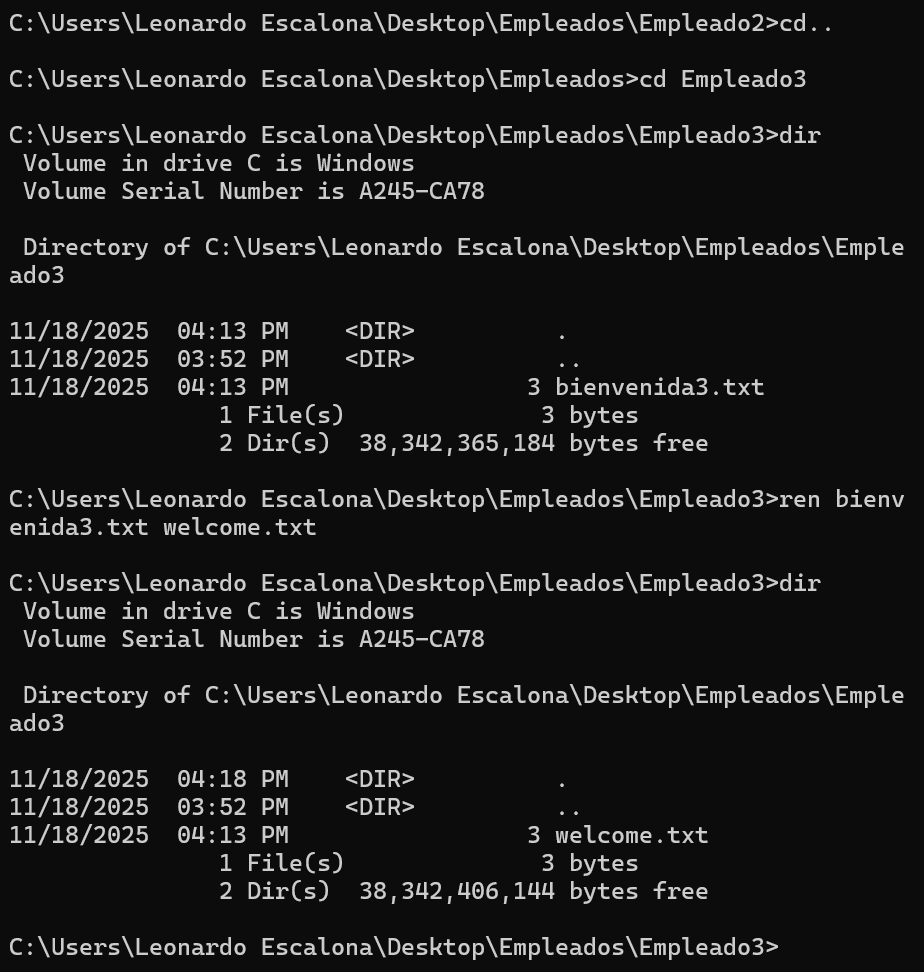 C:\Users\Leonardo Escalona\Desktop\Empleados\Empleado2>cd..
C:\Users\Leonardo Escalona\Desktop\Empleados>cd Empleado3
C:\Users\Leonardo Escalona\Desktop\Empleados\Empleado3>dir
 Volume in drive C is Windows
 Volume Serial Number is A245-CA78
 Directory of C:\Users\Leonardo Escalona\Desktop\Empleados\Emple
ado3
11/18/2025  04:13 PM    <DIR>          .
11/18/2025  03:52 PM    <DIR>          ..
11/18/2025  04:13 PM                 3 bienvenida3.txt
               1 File(s)              3 bytes
               2 Dir(s)  38,342,365,184 bytes free
C:\Users\Leonardo Escalona\Desktop\Empleados\Empleado3>ren bienv
enida3.txt welcome.txt
C:\Users\Leonardo Escalona\Desktop\Empleados\Empleado3>dir
 Volume in drive C is Windows
 Volume Serial Number is A245-CA78
 Directory of C:\Users\Leonardo Escalona\Desktop\Empleados\Emple
ado3
11/18/2025  04:18 PM    <DIR>          .
11/18/2025  03:52 PM    <DIR>          ..
11/18/2025  04:13 PM                 3 welcome.txt
               1 File(s)              3 bytes
               2 Dir(s)  38,342,406,144 bytes free
C:\Users\Leonardo Escalona\Desktop\Empleados\Empleado3>